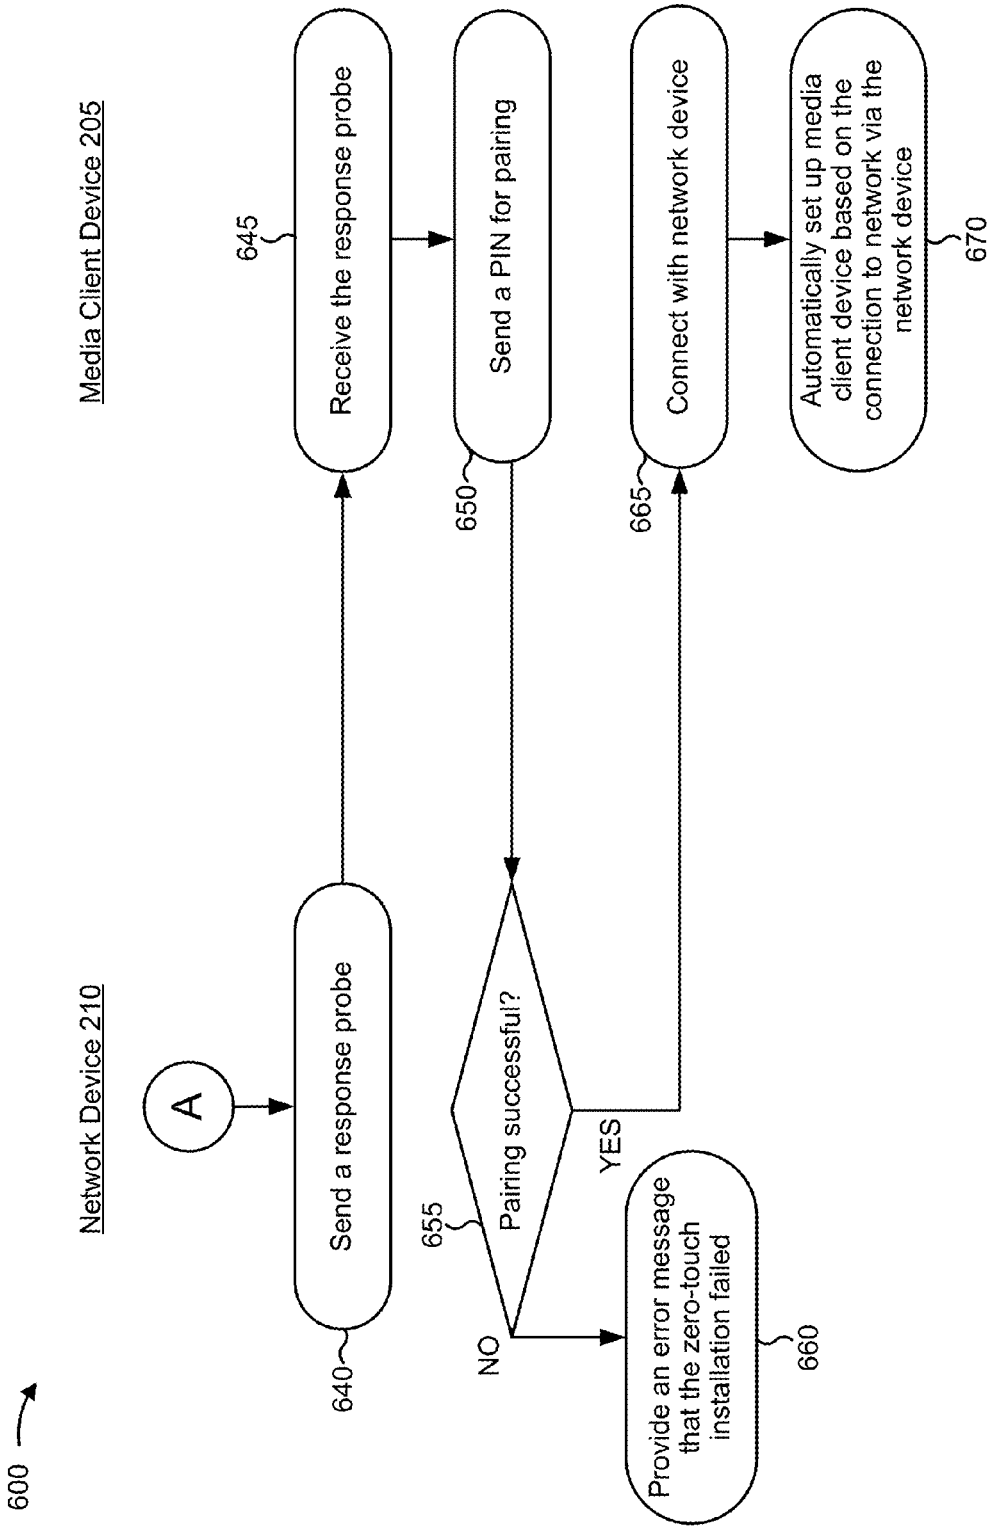 600
Network Device 210
Media Client Device 205
A
640
Send a response probe
645
Receive the response probe
650
Send a PIN for pairing
655
Pairing successful?
NO
YES
Provide an error message
that the zero-touch
installation failed
660
665
Connect with network device
Automatically set up media
client device based on the
connection to network via the
network device
670